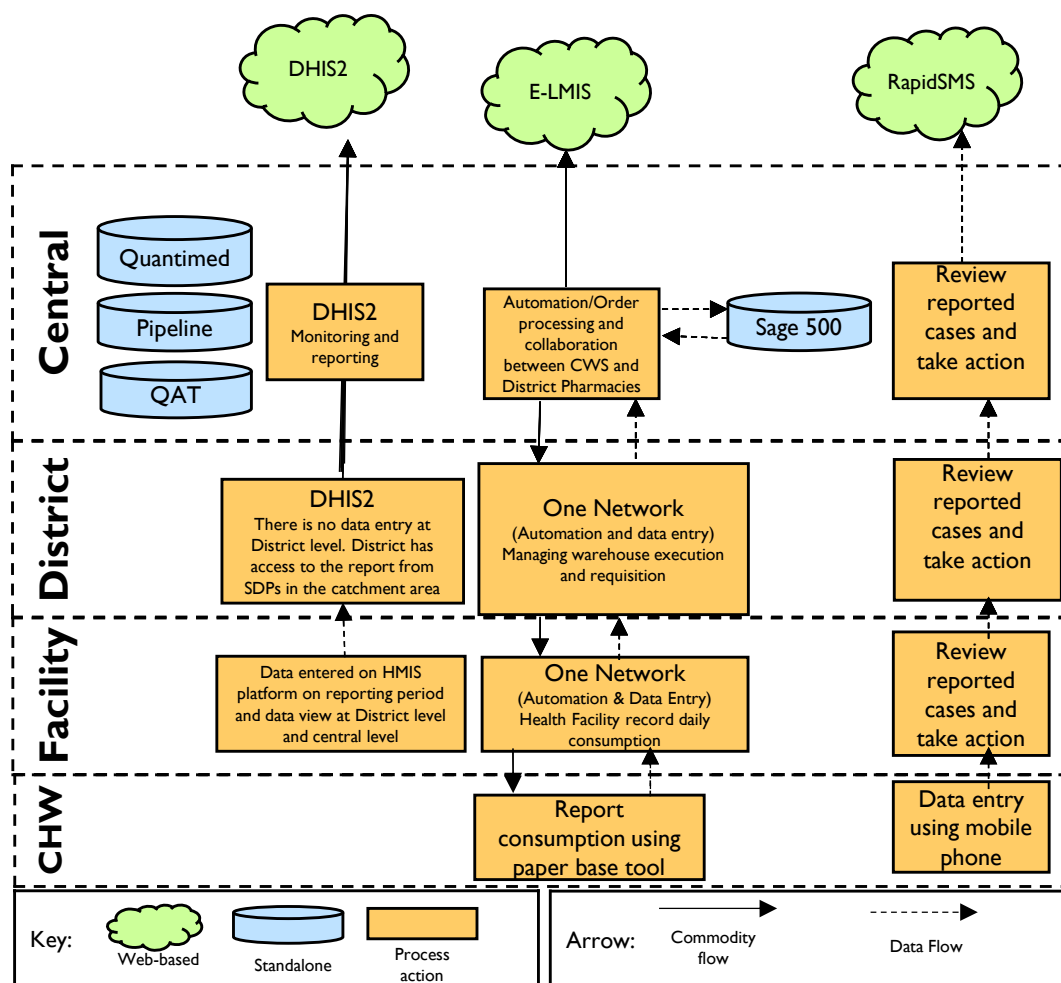 DHIS2
E-LMIS
RapidSMS
Central
Quantimed
Pipeline
QAT
DHIS2
Monitoring and
reporting
Automation/Order
processing and
collaboration
between CWS and
District Pharmacies
Sage 500
Review
reported
cases and
take action
District
DHIS2
There is no data entry at
District level. District has
access to the report from
SDPs in the catchment area
One Network
(Automation and data entry)
Managing warehouse execution
and requisition
Review
reported
cases and
take action
Facility
Data entered on HMIS
platform on reporting period
and data view at District level
and central level
One Network
(Automation & Data Entry)
Health Facility record daily
consumption
Review
reported
cases and
take action
CHW
Report
consumption using
paper base tool
Data entry
using mobile
phone
Key:
Web-based
Standalone
Process
action
Arrow:
Commodity
flow
Data Flow